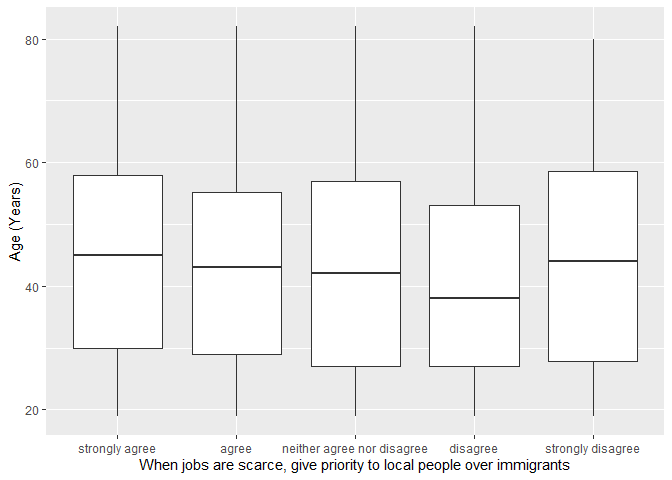 80
60
40
20
Age (Years)
strongly agree
agree
neither agree nor disagree
disagree
strongly disagree
When jobs are scarce, give priority to local people over immigrants